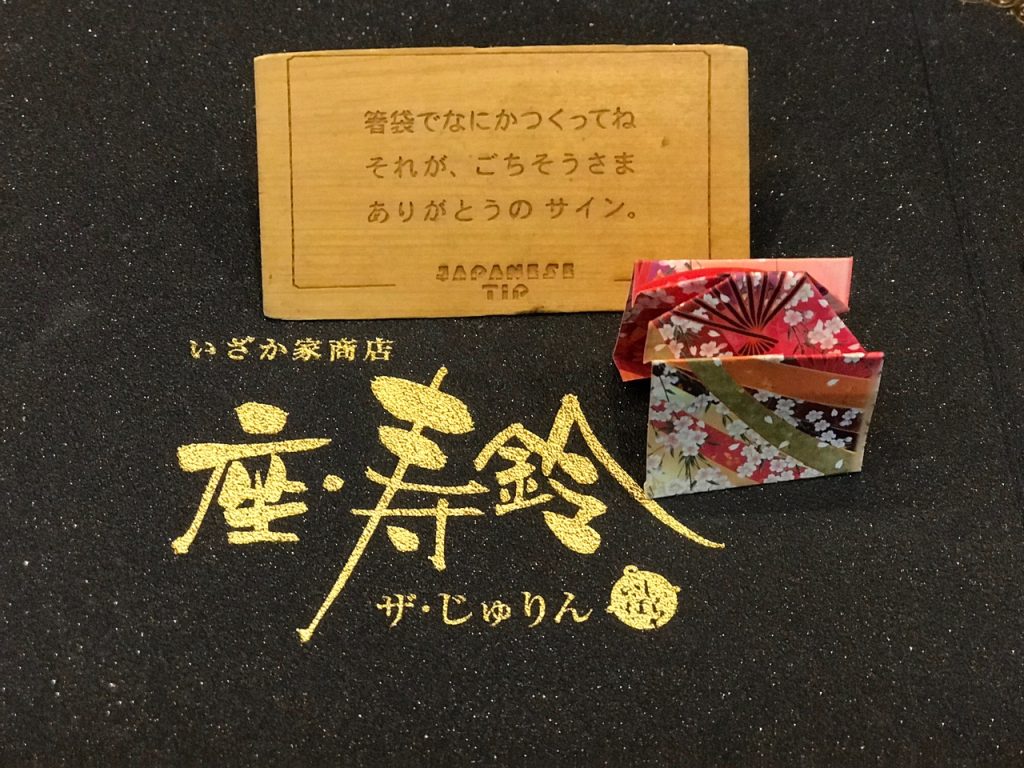 箸袋でなにかつくってね
それが、ごちそうさま
ありがとうの サイン。
JAPANESE
TIP
いざか家商店
座・寿鈴
ザ・じゅりん